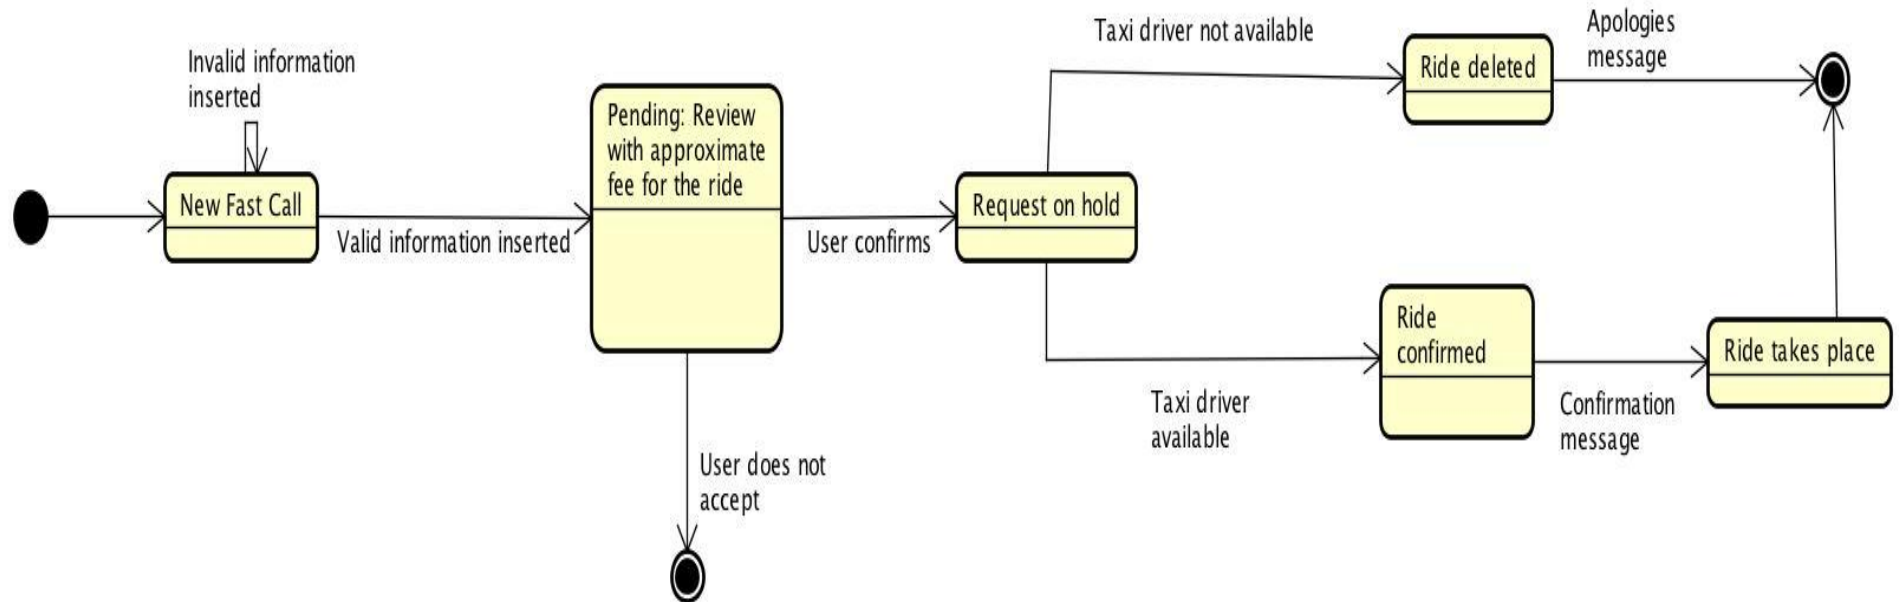 Invalid information
inserted
New Fast Call
Valid information inserted
Pending: Review
with approximate
fee for the ride
User confirms
User does not
accept
Request on hold
Taxi driver not available
Ride deleted
Apologies
message
Taxi driver
available
Ride
confirmed
Confirmation
message
Ride takes place